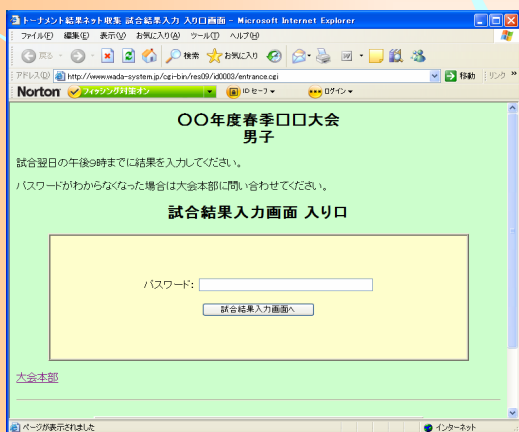 トーナメント結果ネット収集 試合結果入力 入り口画面 - Microsoft Internet Explorer
ファイル(F) 編集(E) 表示(V) お気に入り(A) ツール(T) ヘルプ(H)
戻る 検索 お気に入り
アドレス(D) http://www.wada-system.jp/cgi-bin/res09/id0003/entrance.cgi 移動 リンク »
Norton フィッシング対策オン ID セーフ ログイン
〇〇年度春季口口大会
男子
試合翌日の午後9時までに結果を入力してください。
パスワードがわからなくなった場合は大会本部に問い合わせてください。
試合結果入力画面 入り口
パスワード:
試合結果入力画面へ
大会本部
ページが表示されました インターネット